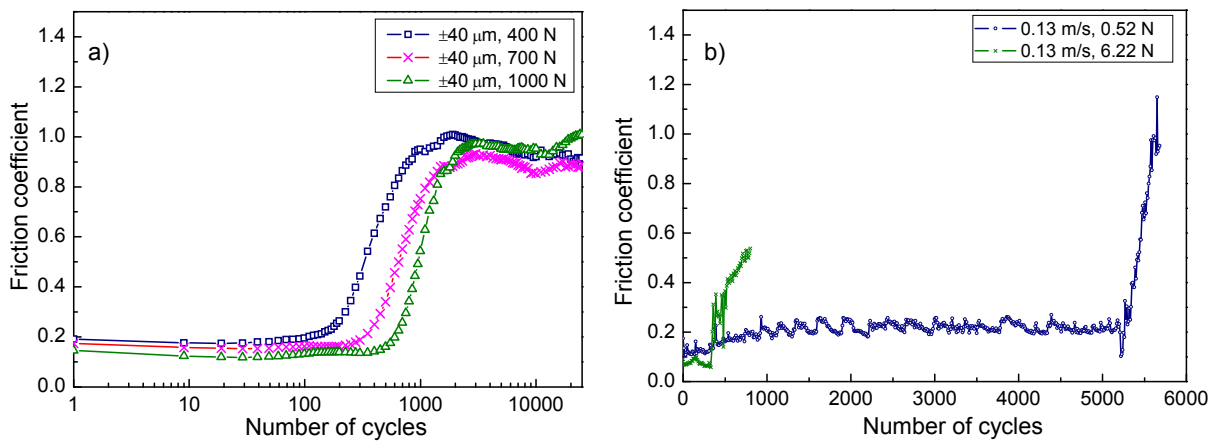 a)
±40 μm, 400 N
±40 μm, 700 N
±40 μm, 1000 N
Friction coefficient
1.4
1.2
1.0
0.8
0.6
0.4
0.2
0.0
1 10 100 1000 10000
Number of cycles
b)
0.13 m/s, 0.52 N
0.13 m/s, 6.22 N
Friction coefficient
1.4
1.2
1.0
0.8
0.6
0.4
0.2
0.0
0 1000 2000 3000 4000 5000 6000
Number of cycles